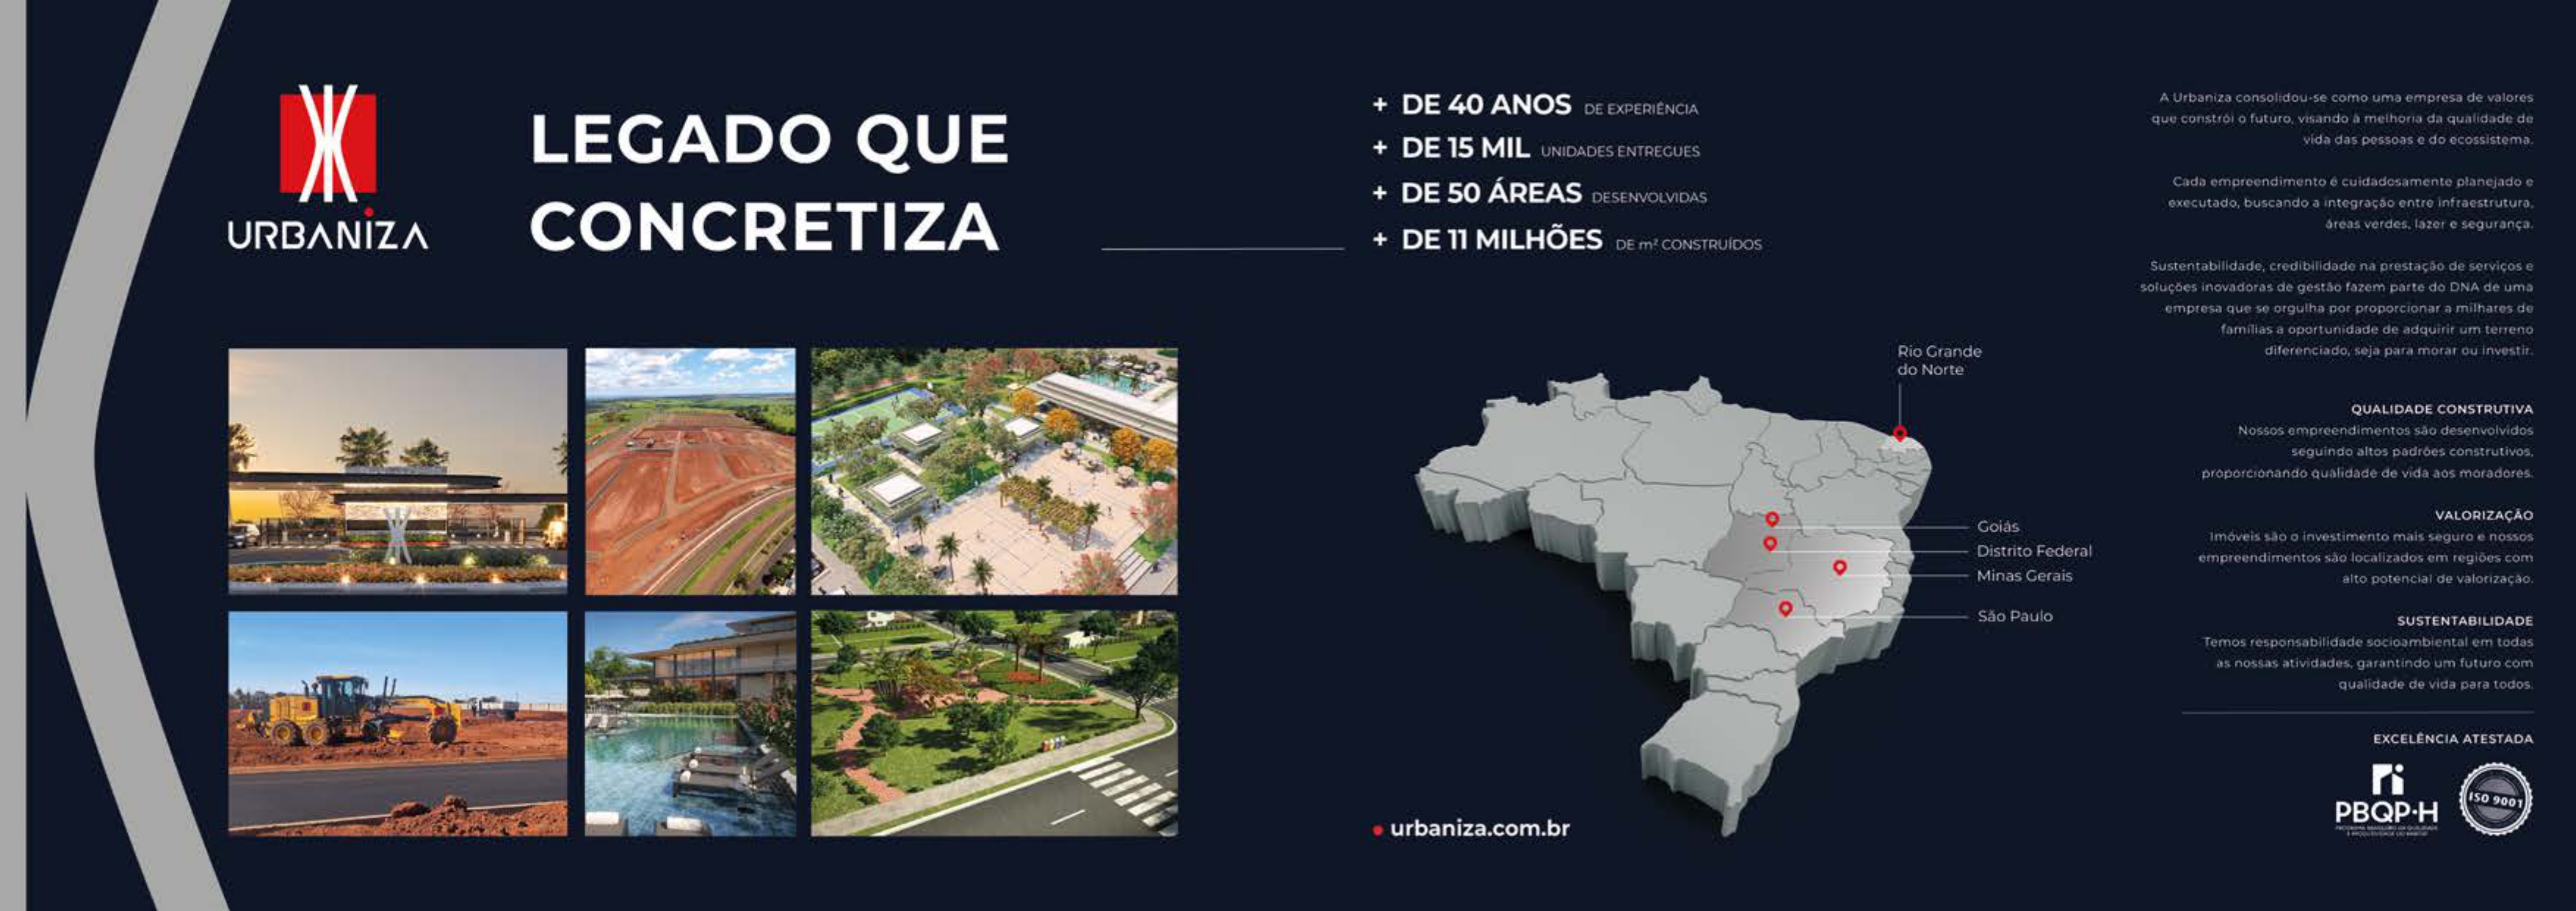 URBANIZA
LEGADO QUE
CONCRETIZA
+ DE 40 ANOS DE EXPERIÊNCIA
+ DE 15 MIL UNIDADES ENTREGUES
+ DE 50 ÁREAS DESENVOLVIDAS
+ DE 11 MILHÕES DE m² CONSTRUÍDOS
Rio Grande
do Norte
Goiás
Distrito Federal
Minas Gerais
São Paulo
urbaniza.com.br
A Urbaniza consolidou-se como uma empresa de valores
que constrói o futuro, visando à melhoria da qualidade de
vida das pessoas e do ecossistema.
Cada empreendimento é cuidadosamente planejado e
executado, buscando a integração entre infraestrutura,
áreas verdes, lazer e segurança.
Sustentabilidade, credibilidade na prestação de serviços e
soluções inovadoras de gestão fazem parte do DNA de uma
empresa que se orgulha por proporcionar a milhares de
famílias a oportunidade de adquirir um terreno
diferenciado, seja para morar ou investir.
QUALIDADE CONSTRUTIVA
Nossos empreendimentos são desenvolvidos
seguindo altos padrões construtivos,
proporcionando qualidade de vida aos moradores.
VALORIZAÇÃO
Imóveis são o investimento mais seguro e nossos
empreendimentos são localizados em regiões com
alto potencial de valorização.
SUSTENTABILIDADE
Temos responsabilidade socioambiental em todas
as nossas atividades, garantindo um futuro com
qualidade de vida para todos.
EXCELÊNCIA ATESTADA
PBQP·H
PROGRAMA BRASILEIRO DA QUALIDADE
E PRODUTIVIDADE DO HABITAT
ISO 9001